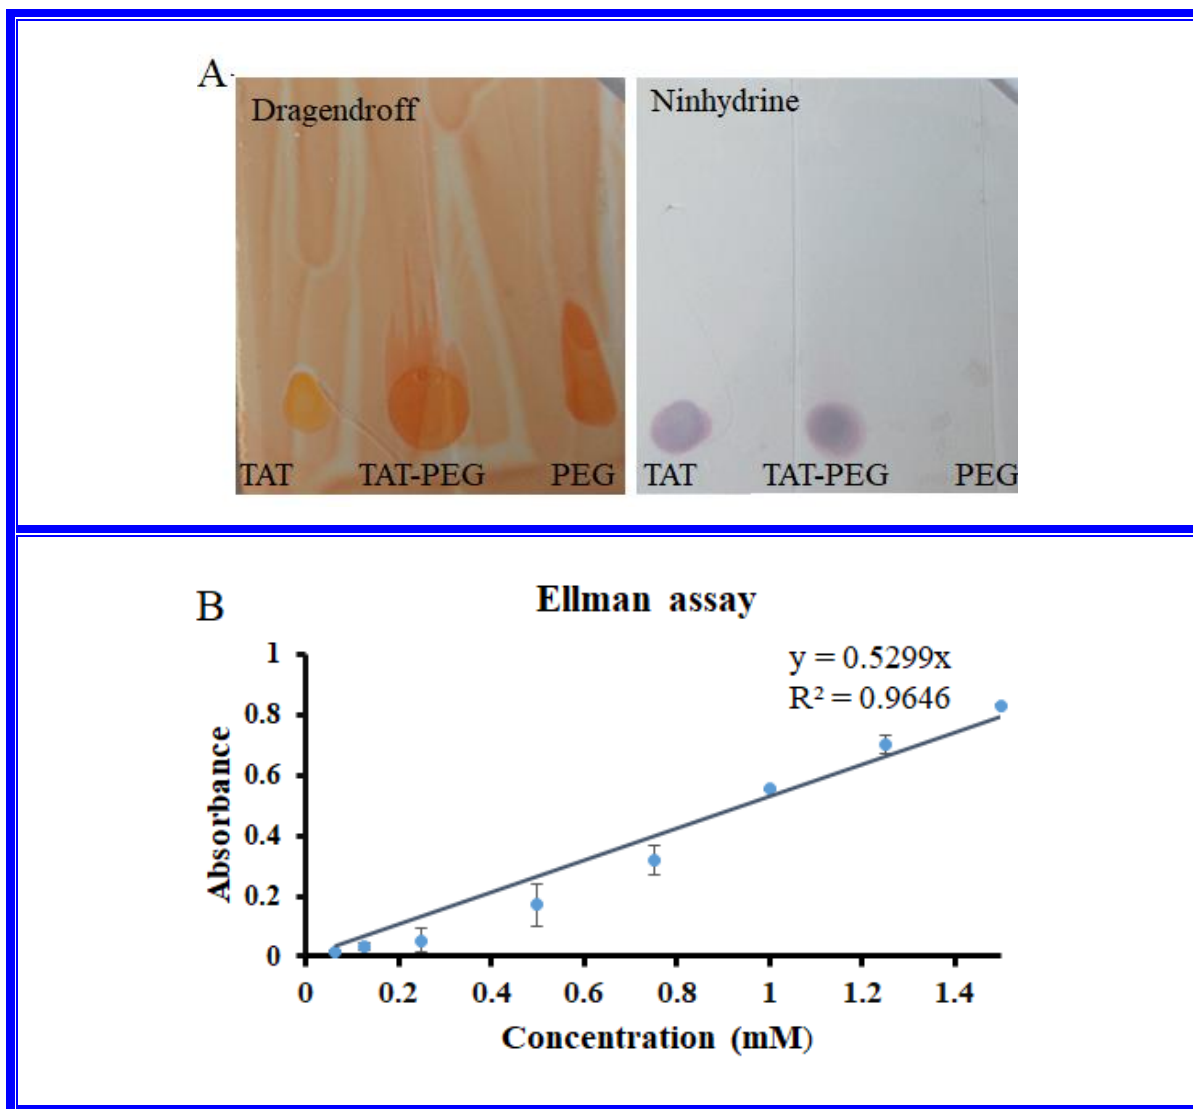 A
Dragendroff
Ninhydrine
TAT TAT-PEG PEG
TAT TAT-PEG PEG
B
Ellman assay
y = 0.5299x
R² = 0.9646
1
0.8
0.6
0.4
0.2
0
Absorbance
0 0.2 0.4 0.6 0.8 1 1.2 1.4
Concentration (mM)